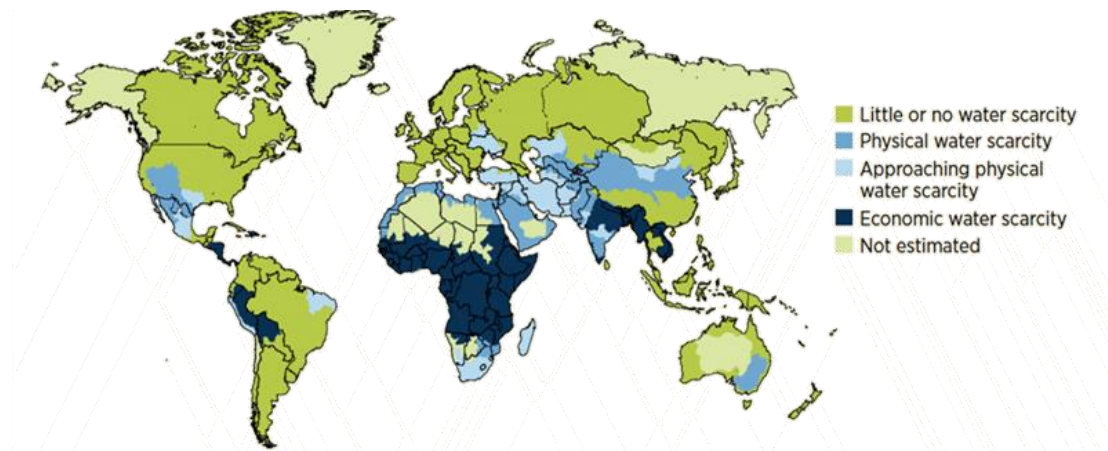 Little or no water scarcity
Physical water scarcity
Approaching physical
water scarcity
Economic water scarcity
Not estimated